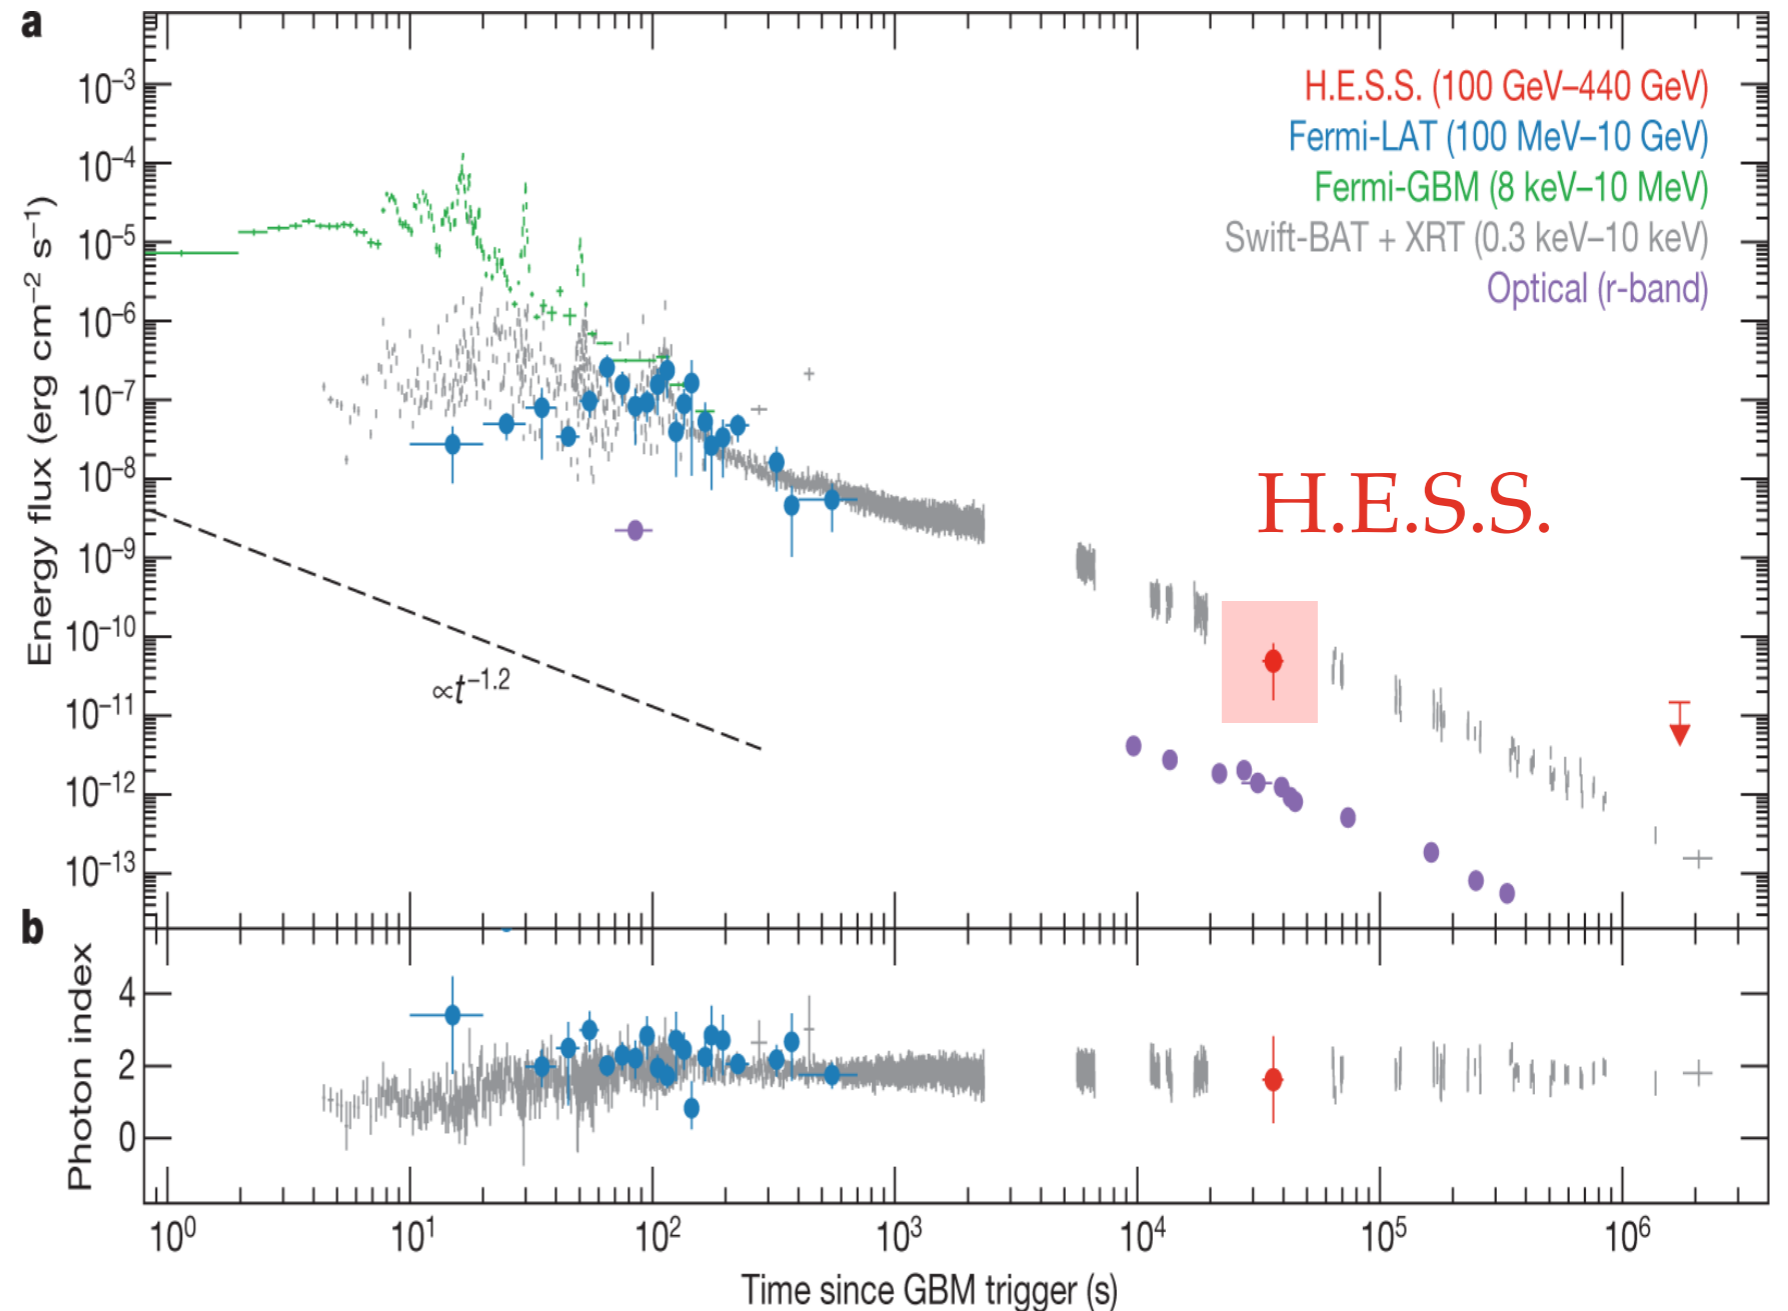 a
10⁻³
10⁻⁴
10⁻⁵
10⁻⁶
10⁻⁷
10⁻⁸
10⁻⁹
10⁻¹⁰
10⁻¹¹
10⁻¹²
10⁻¹³
Energy flux (erg cm⁻² s⁻¹)
H.E.S.S. (100 GeV–440 GeV)
Fermi-LAT (100 MeV–10 GeV)
Fermi-GBM (8 keV–10 MeV)
Swift-BAT + XRT (0.3 keV–10 keV)
Optical (r-band)
H.E.S.S.
∝t⁻¹·²
b
4
2
0
Photon index
10⁰ 10¹ 10² 10³ 10⁴ 10⁵ 10⁶
Time since GBM trigger (s)